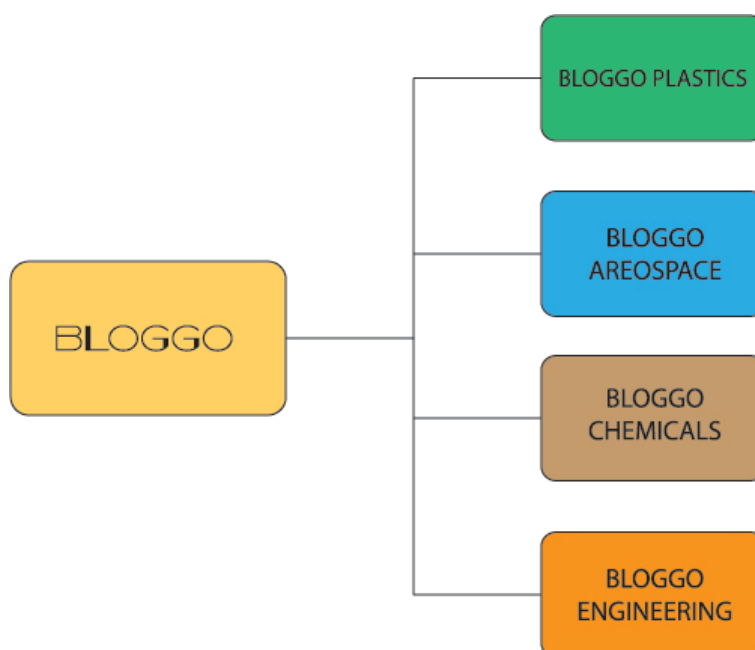 BLOGGO
BLOGGO PLASTICS
BLOGGO
AREOSPACE
BLOGGO
CHEMICALS
BLOGGO
ENGINEERING